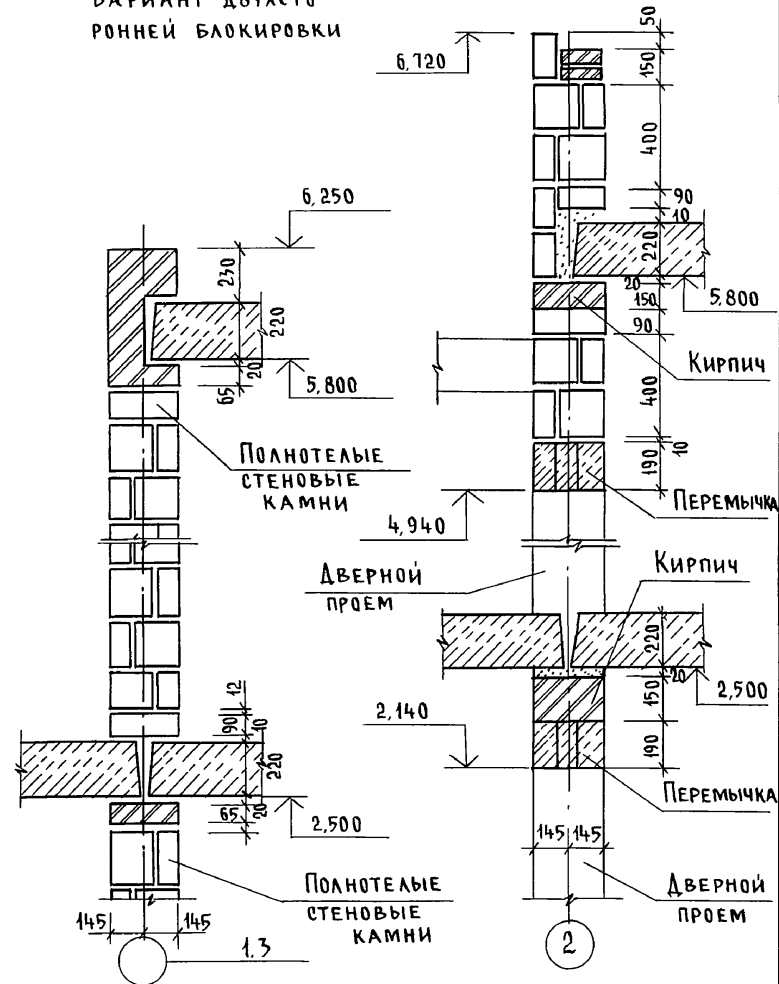 ВАРИАНТ ДВУХСТО
РОННЕЙ БЛОКИРОВКИ
6,250
230
220
20
65
5,800
ПОЛНОТЕЛЫЕ
СТЕНОВЫЕ
КАМНИ
12
90
10
220
65
20
2,500
ПОЛНОТЕЛЫЕ
СТЕНОВЫЕ
КАМНИ
145
145
1.3
6,720
50
150
400
90
10
220
20
150
90
5.800
КИРПИЧ
400
10
190
ПЕРЕМЫЧКА
4,940
КИРПИЧ
ДВЕРНОЙ
ПРОЕМ
220
20
150
2,500
2,140
190
ПЕРЕМЫЧКА
145
145
ДВЕРНОЙ
ПРОЕМ
2